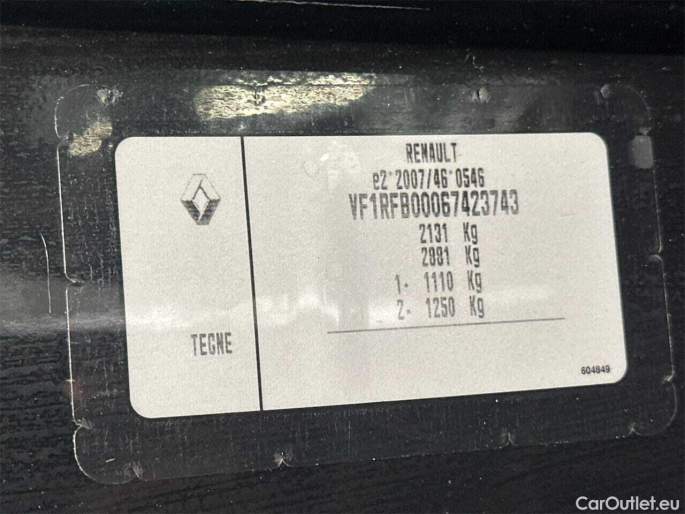 RENAULT
e2*2007/46*0546
VF1RFB00067423743
2131 Kg
2881 Kg
1- 1110 Kg
2- 1250 Kg
TEGNE
604849
CarOutlet.eu